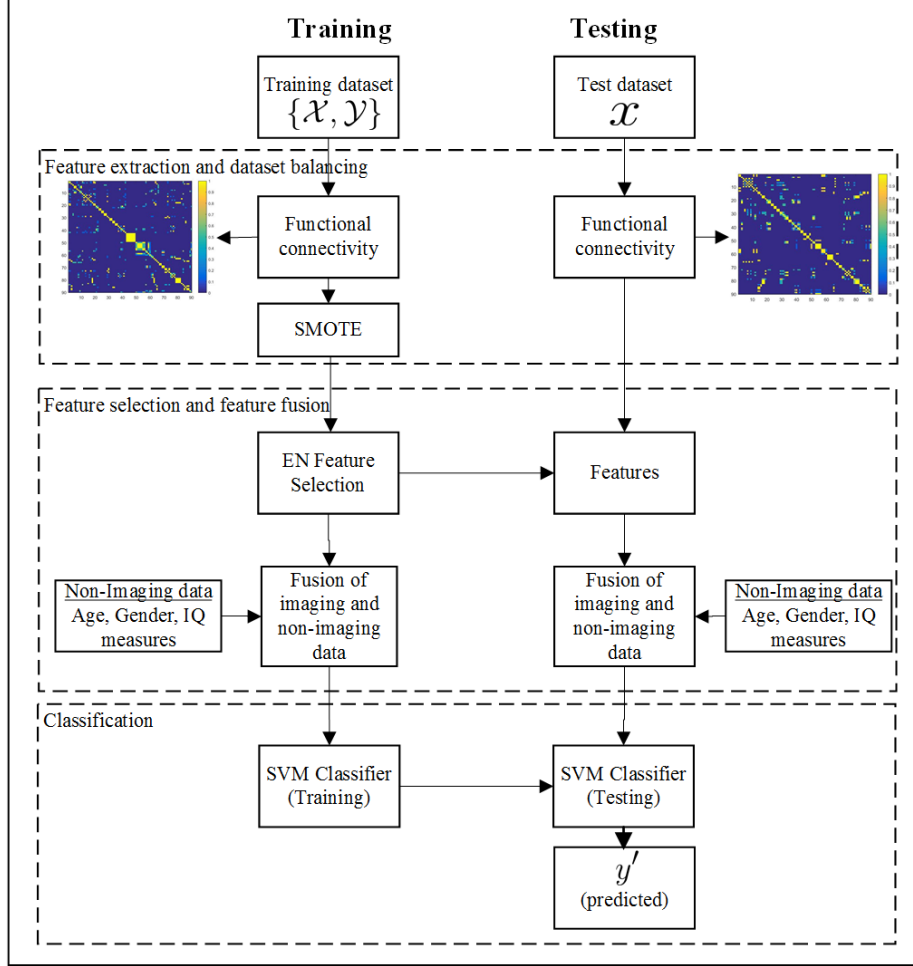 Training Testing
Training dataset
{𝒳, 𝒴}
Test dataset
x
Feature extraction and dataset balancing
Functional
connectivity
Functional
connectivity
SMOTE
Feature selection and feature fusion
EN Feature
Selection
Features
Non-Imaging data
Age, Gender, IQ
measures
Fusion of
imaging and
non-imaging
data
Fusion of
imaging and
non-imaging
data
Non-Imaging data
Age, Gender, IQ
measures
Classification
SVM Classifier
(Training)
SVM Classifier
(Testing)
y′
(predicted)